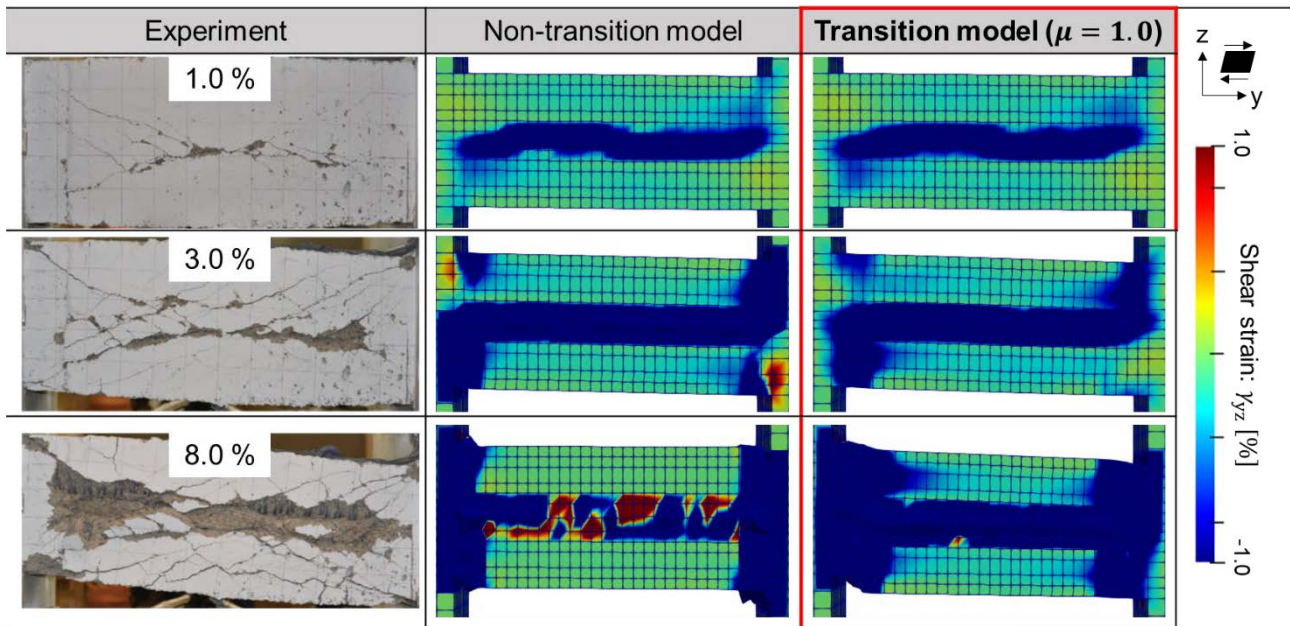 Experiment
Non-transition model
Transition model (μ = 1.0)
z
y
1.0 %
3.0 %
8.0 %
1.0
Shear strain: γyz [%]
-1.0